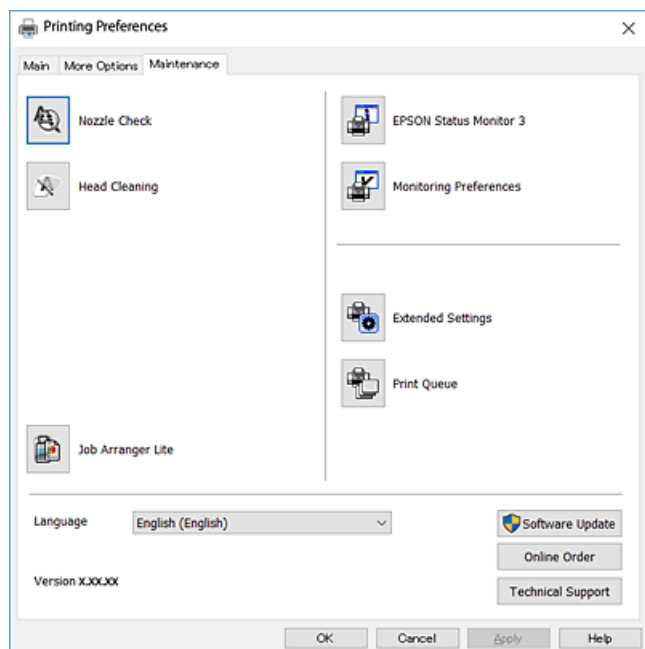 Printing Preferences
Main More Options Maintenance
Nozzle Check
Head Cleaning
Job Arranger Lite
EPSON Status Monitor 3
Monitoring Preferences
Extended Settings
Print Queue
Language English (English)
Version X.XX.XX
Software Update
Online Order
Technical Support
OK Cancel Apply Help